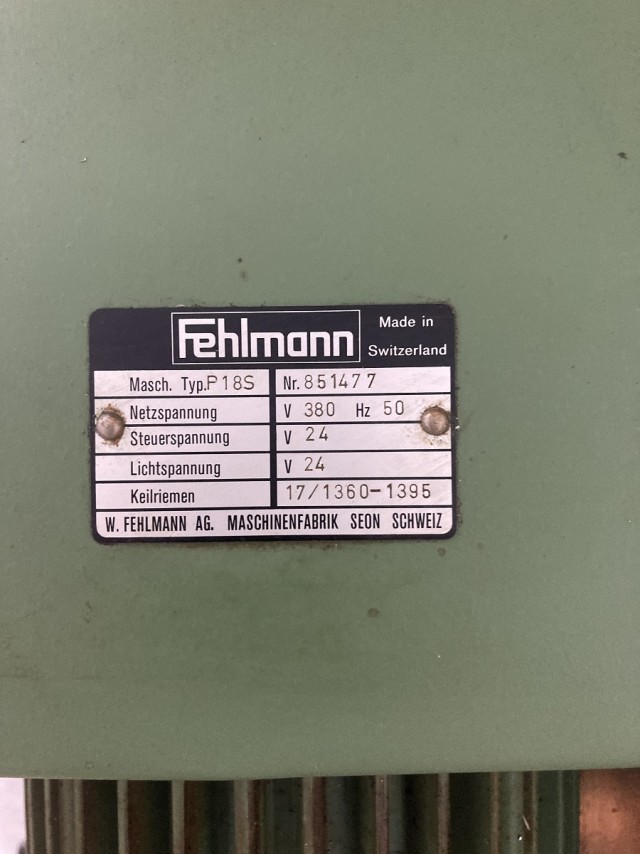 Fehlmann Made in Switzerland
Masch. Typ. P18S Nr. 851477
Netzspannung V 380 Hz 50
Steuerspannung V 24
Lichtspannung V 24
Keilriemen 17/1360-1395
W. FEHLMANN AG. MASCHINENFABRIK SEON SCHWEIZ